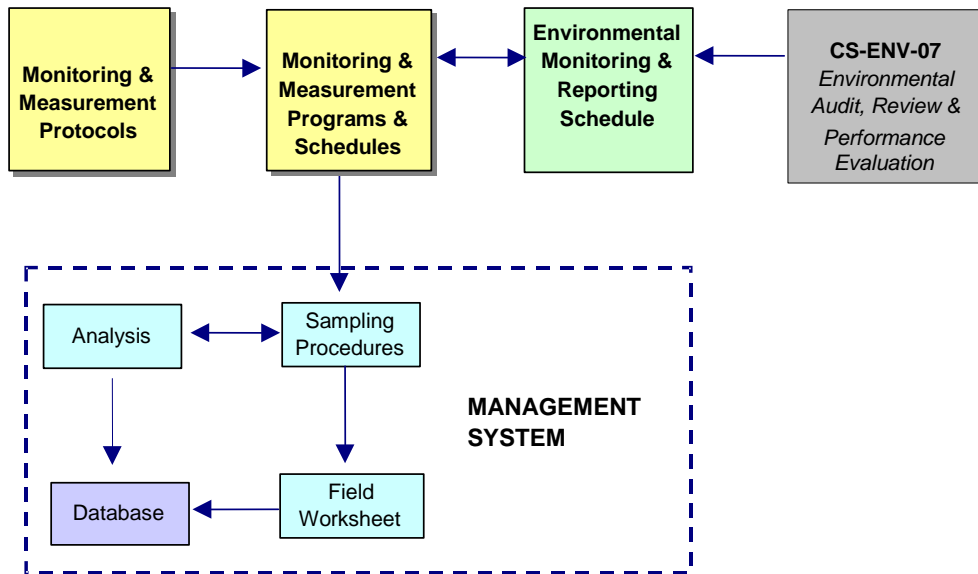 Monitoring &
Measurement
Protocols
Monitoring &
Measurement
Programs &
Schedules
Environmental
Monitoring &
Reporting
Schedule
CS-ENV-07
Environmental
Audit, Review &
Performance
Evaluation
Analysis
Sampling
Procedures
MANAGEMENT
SYSTEM
Database
Field
Worksheet